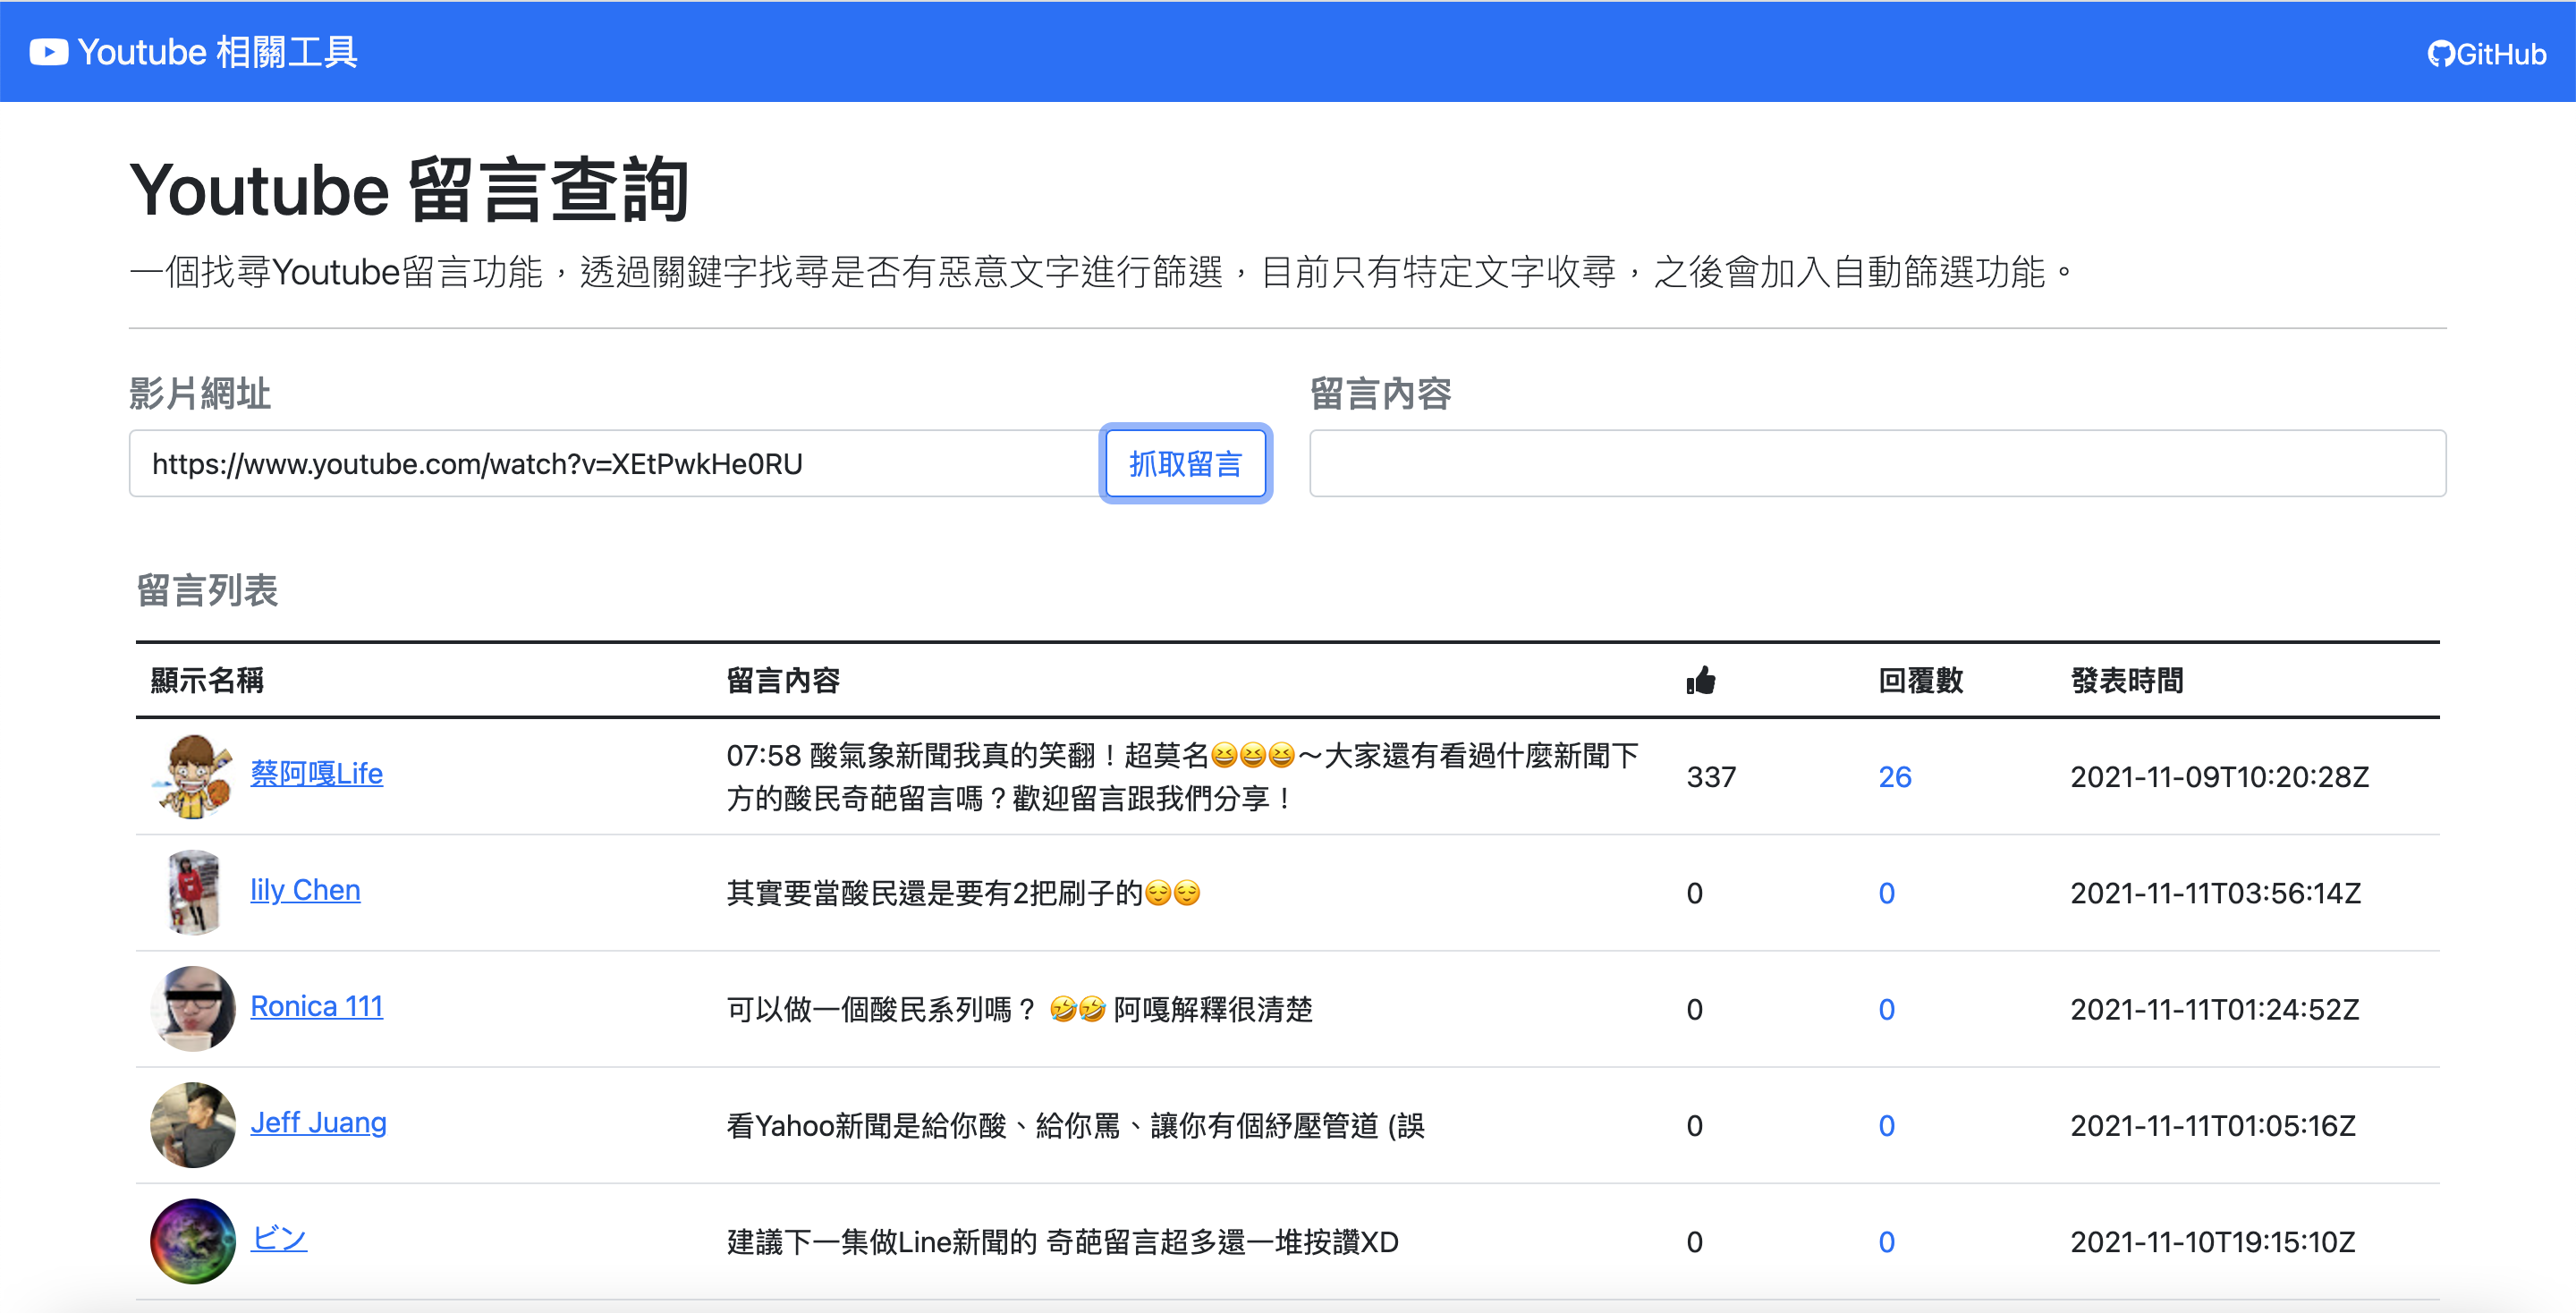 Youtube 相關工具
GitHub
Youtube 留言查詢
一個找尋Youtube留言功能，透過關鍵字找尋是否有惡意文字進行篩選，目前只有特定文字收尋，之後會加入自動篩選功能。
影片網址
留言內容
https://www.youtube.com/watch?v=XEtPwkHe0RU
抓取留言
留言列表
顯示名稱 留言內容 回覆數 發表時間
蔡阿嘎Life 07:58 酸氣象新聞我真的笑翻！超莫名😆😆😆～大家還有看過什麼新聞下
方的酸民奇葩留言嗎？歡迎留言跟我們分享！ 337 26 2021-11-09T10:20:28Z
lily Chen 其實要當酸民還是要有2把刷子的😌😌 0 0 2021-11-11T03:56:14Z
Ronica 111 可以做一個酸民系列嗎？ 🤣🤣 阿嘎解釋很清楚 0 0 2021-11-11T01:24:52Z
Jeff Juang 看Yahoo新聞是給你酸、給你罵、讓你有個紓壓管道 (誤 0 0 2021-11-11T01:05:16Z
ビン 建議下一集做Line新聞的 奇葩留言超多還一堆按讚XD 0 0 2021-11-10T19:15:10Z